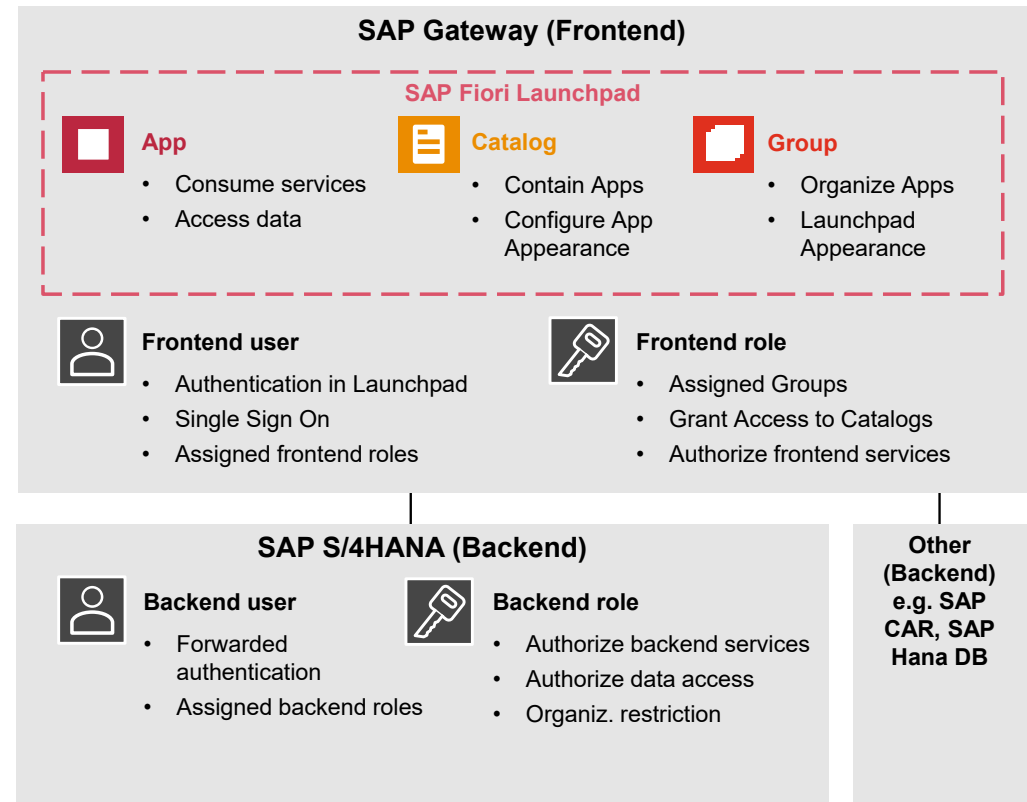 SAP Gateway (Frontend)
SAP Fiori Launchpad
App
• Consume services
• Access data
Catalog
• Contain Apps
• Configure App
Appearance
Group
• Organize Apps
• Launchpad
Appearance
Frontend user
• Authentication in Launchpad
• Single Sign On
• Assigned frontend roles
Frontend role
• Assigned Groups
• Grant Access to Catalogs
• Authorize frontend services
SAP S/4HANA (Backend)
Backend user
• Forwarded
authentication
• Assigned backend roles
Backend role
• Authorize backend services
• Authorize data access
• Organiz. restriction
Other
(Backend)
e.g. SAP
CAR, SAP
Hana DB